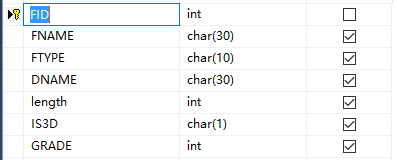 FID int
FNAME char(30)
FTYPE char(10)
DNAME char(30)
length int
IS3D char(1)
GRADE int